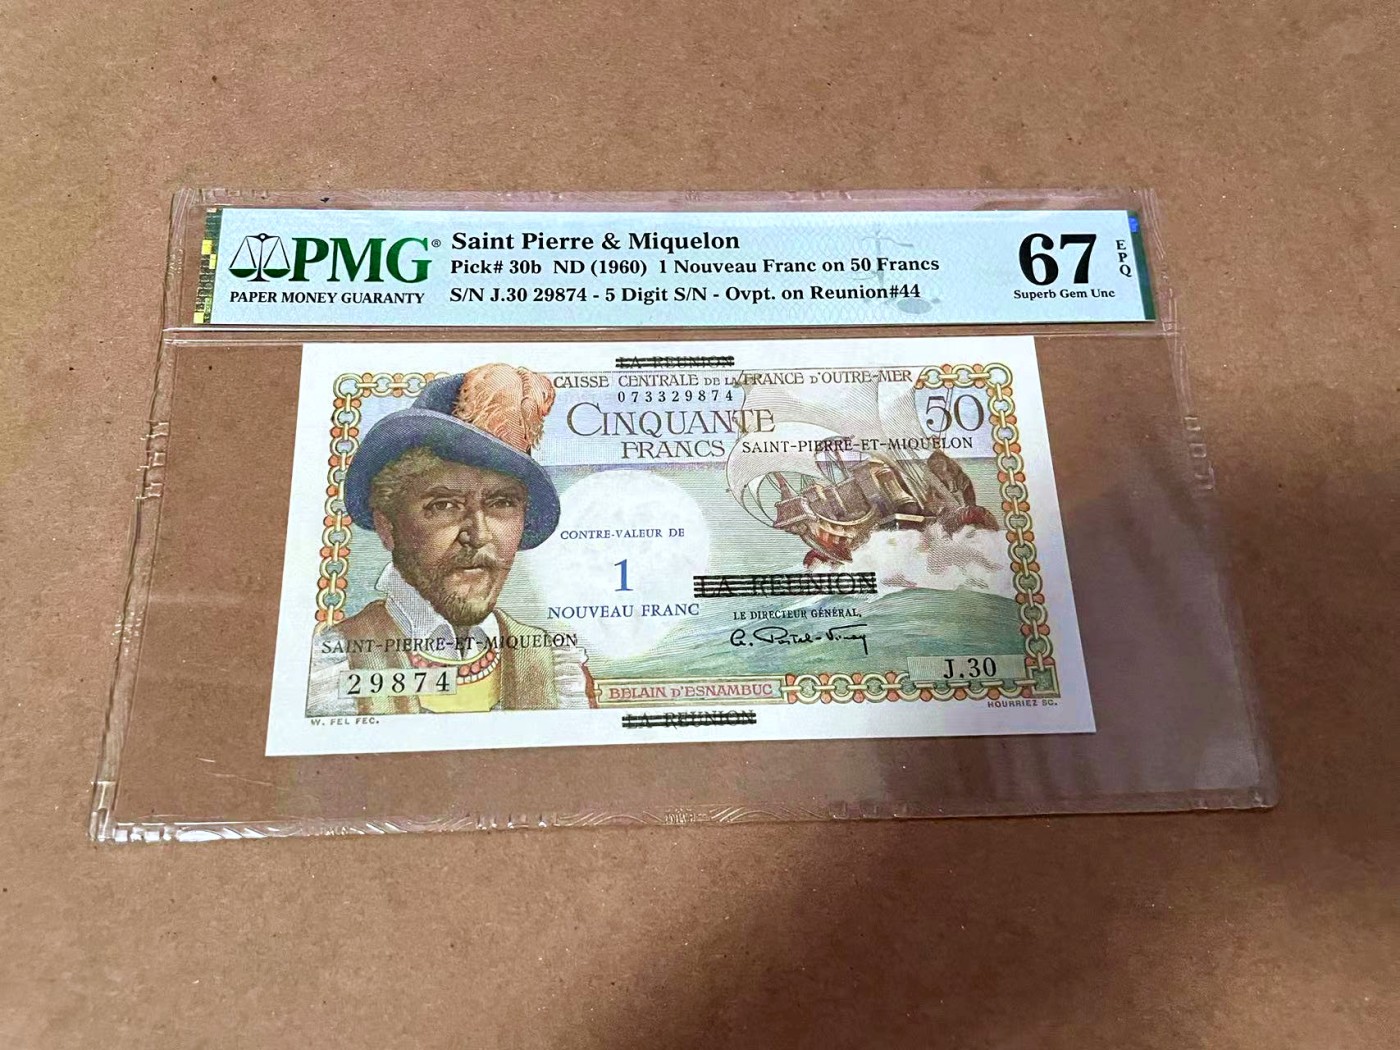 PMG®
PAPER MONEY GUARANTY
Saint Pierre & Miquelon
Pick# 30b ND (1960) 1 Nouveau Franc on 50 Francs
S/N J.30 29874 - 5 Digit S/N - Ovpt. on Reunion#44
67
EPQ
Superb Gem Unc
LA REUNION
CAISSE CENTRALE DE LA FRANCE D'OUTRE-MER
073329874
CINQUANTE
FRANCS
50
SAINT-PIERRE-ET-MIQUELON
CONTRE-VALEUR DE
1
NOUVEAU FRANC
LA REUNION
LE DIRECTEUR GÉNÉRAL,
SAINT-PIERRE-ET-MIQUELON
29874
J.30
BELAIN D'ESNAMBUC
W. FEL FEC.
HOURRIEZ SC.
LA REUNION